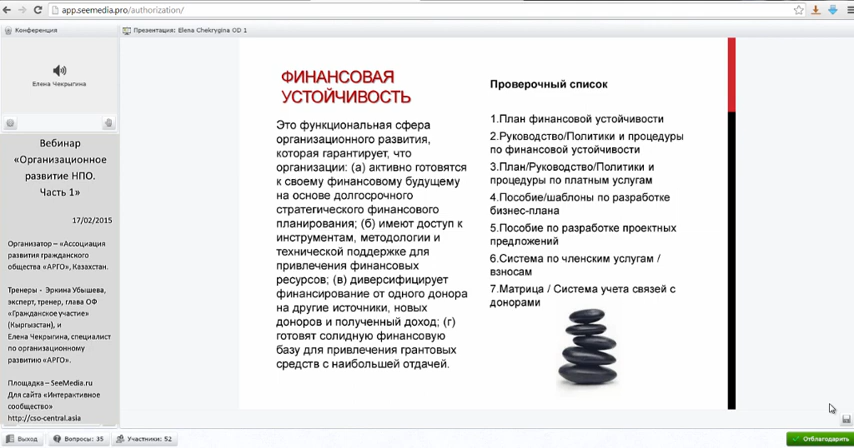 app.seemedia.pro/authorization/
Конференция
Презентация: Elena Chekrygina OD 1
Елена Чекрыгина
Вебинар
«Организационное
развитие НПО.
Часть 1»
17/02/2015
Организатор – «Ассоциация
развития гражданского
общества «АРГО», Казахстан.
Тренеры - Эркина Убышева,
эксперт, тренер, глава ОФ
«Гражданское участие»
(Кыргызстан), и
Елена Чекрыгина, специалист
по организационному
развитию «АРГО».
Площадка – SeeMedia.ru
Для сайта «Интерактивное
сообщество»
http://cso-central.asia
ФИНАНСОВАЯ
УСТОЙЧИВОСТЬ
Это функциональная сфера
организационного развития,
которая гарантирует, что
организации: (а) активно готовятся
к своему финансовому будущему
на основе долгосрочного
стратегического финансового
планирования; (б) имеют доступ к
инструментам, методологии и
технической поддержке для
привлечения финансовых
ресурсов; (в) диверсифицирует
финансирование от одного донора
на другие источники, новых
доноров и полученный доход; (г)
готовят солидную финансовую
базу для привлечения грантовых
средств с наибольшей отдачей.
Проверочный список
1.План финансовой устойчивости
2.Руководство/Политики и процедуры
по финансовой устойчивости
3.План/Руководство/Политики и
процедуры по платным услугам
4.Пособие/шаблоны по разработке
бизнес-плана
5.Пособие по разработке проектных
предложений
6.Система по членским услугам /
взносам
7.Матрица / Система учета связей с
донорами
Выход
Вопросы: 35
Участники: 52
Отблагодарить